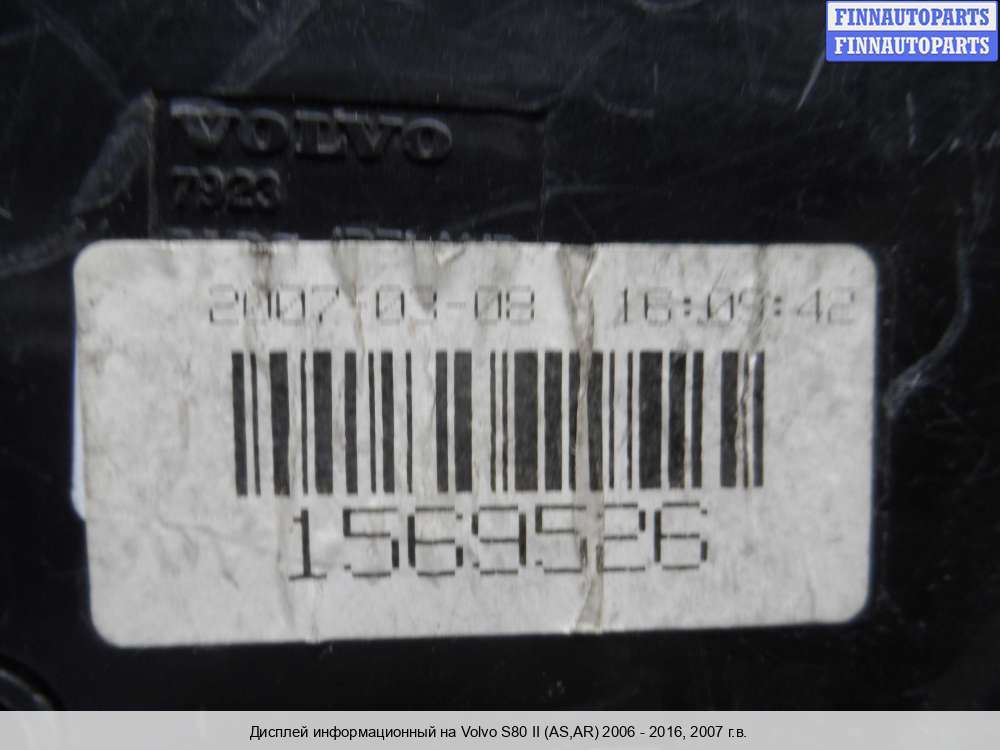 FINNAUTOPARTS
FINNAUTOPARTS
VOLVO
7923
2007-03-08 16:09:42
1569526
Дисплей информационный на Volvo S80 II (AS,AR) 2006 - 2016, 2007 г.в.